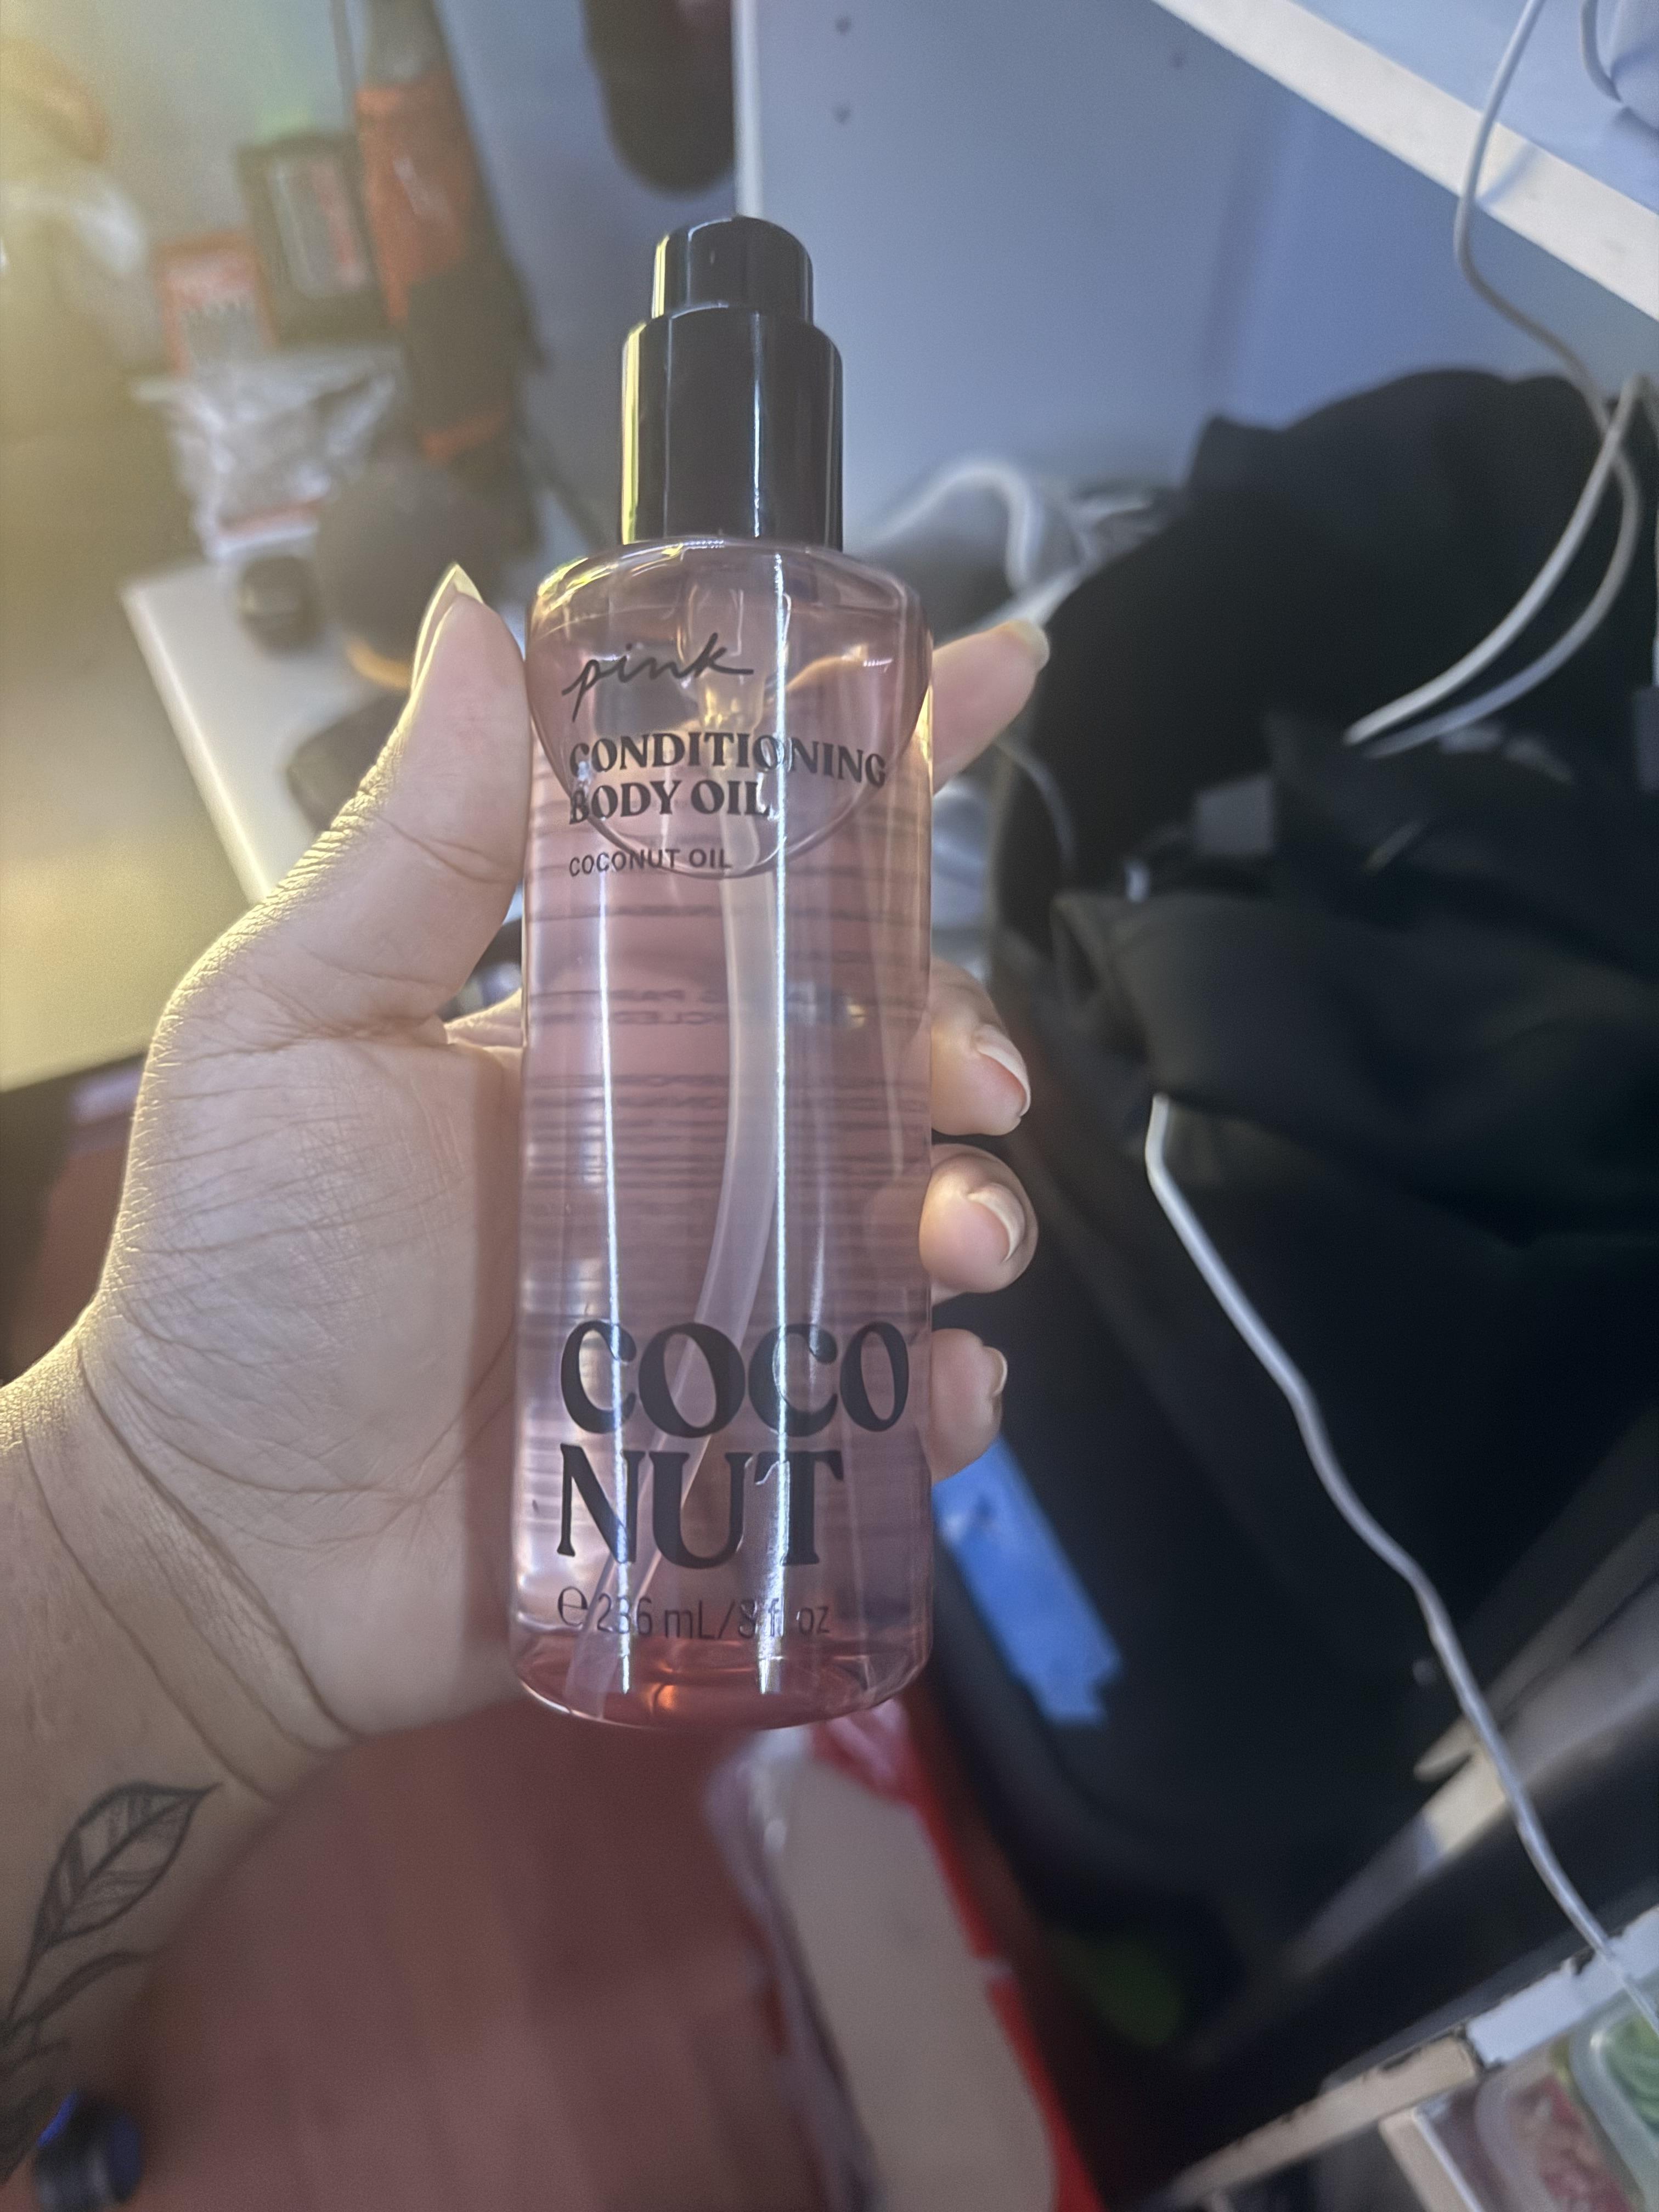 pink
CONDITIONING
BODY OIL
COCONUT OIL
COCO
NUT
℮ 236 mL/8 fl oz